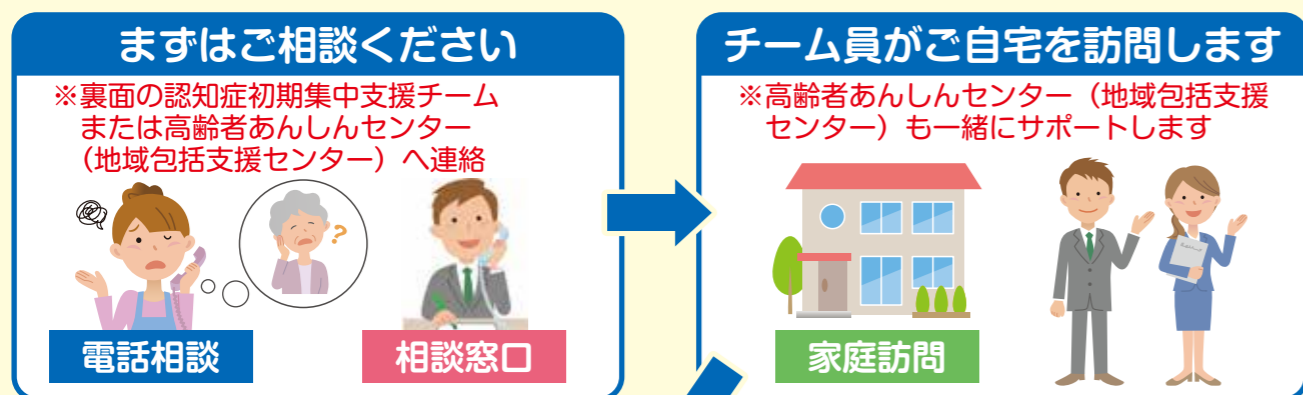 まずはご相談ください
※裏面の認知症初期集中支援チーム
または高齢者あんしんセンター
（地域包括支援センター）へ連絡
?
電話相談
相談窓口
チーム員がご自宅を訪問します
※高齢者あんしんセンター（地域包括支援
センター）も一緒にサポートします
家庭訪問